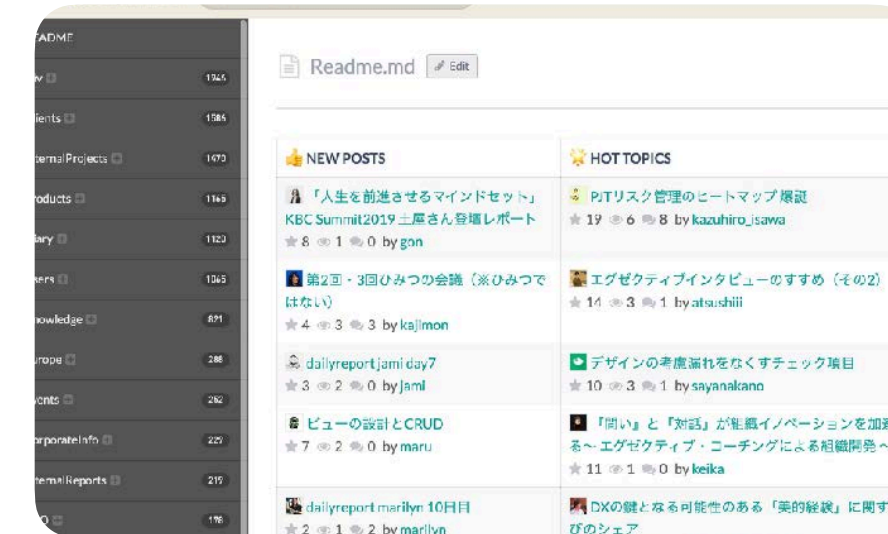 README
1746
1586
1470
1165
1120
1065
821
288
262
229
219
178
Readme.md Edit
NEW POSTS
「人生を前進させるマインドセット」
KBC Summit2019 土屋さん登壇レポート
8 1 0 by gon
第2回・3回ひみつの会議（※ひみつで
はない）
4 3 3 by kajimon
dailyreport jami day7
3 2 0 by jami
ビューの設計とCRUD
7 2 0 by maru
dailyreport marilyn 10日目
2 1 2 by marilyn
HOT TOPICS
PJTリスク管理のヒートマップ爆誕
19 6 8 by kazuhiro_isawa
エグゼクティブインタビューのすすめ（その2）
14 3 1 by atsushiii
デザインの考慮漏れをなくすチェック項目
10 3 1 by sayanakano
「問い」と「対話」が組織イノベーションを加速
る～ エグゼクティブ・コーチングによる組織開発 ～
11 1 0 by keika
DXの鍵となる可能性のある「美的経験」に関す
びのシェア